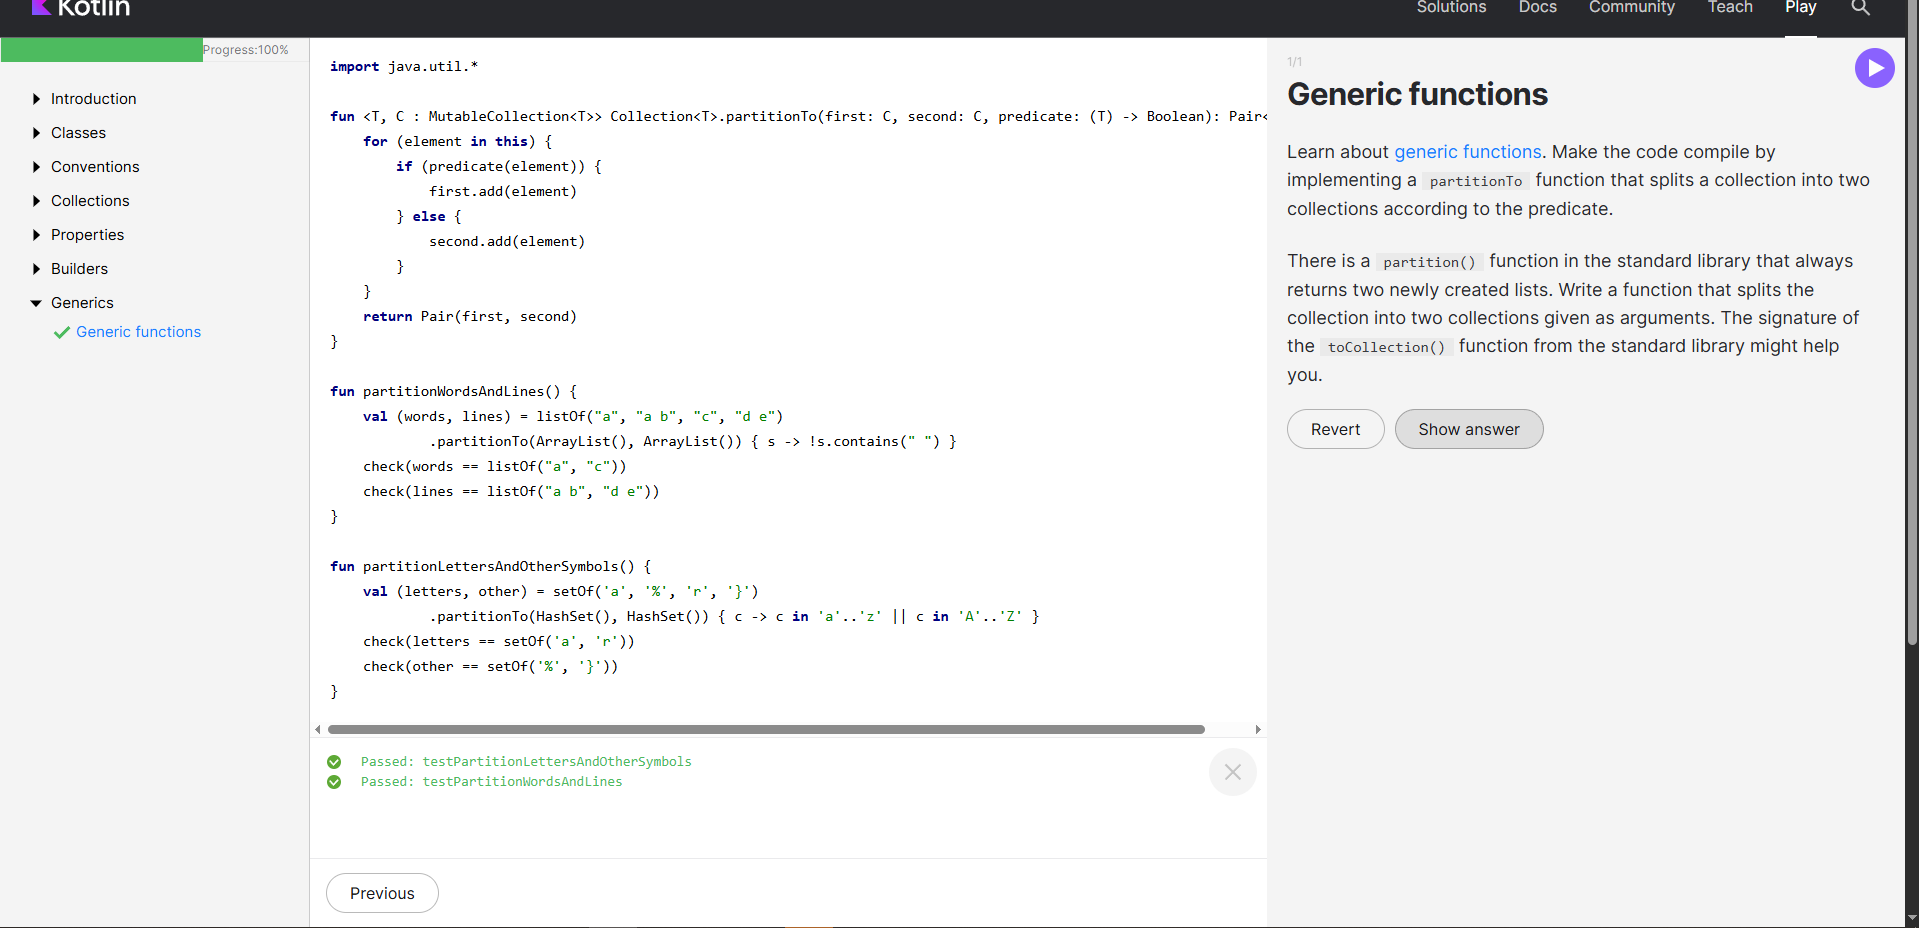 Kotlin
Solutions Docs Community Teach Play
Progress:100%
Introduction
Classes
Conventions
Collections
Properties
Builders
Generics
Generic functions
import java.util.*
fun <T, C : MutableCollection<T>> Collection<T>.partitionTo(first: C, second: C, predicate: (T) -> Boolean): Pair<
for (element in this) {
if (predicate(element)) {
first.add(element)
} else {
second.add(element)
}
}
return Pair(first, second)
}
fun partitionWordsAndLines() {
val (words, lines) = listOf("a", "a b", "c", "d e")
.partitionTo(ArrayList(), ArrayList()) { s -> !s.contains(" ") }
check(words == listOf("a", "c"))
check(lines == listOf("a b", "d e"))
}
fun partitionLettersAndOtherSymbols() {
val (letters, other) = setOf('a', '%', 'r', '}')
.partitionTo(HashSet(), HashSet()) { c -> c in 'a'..'z' || c in 'A'..'Z' }
check(letters == setOf('a', 'r'))
check(other == setOf('%', '}'))
}
Passed: testPartitionLettersAndOtherSymbols
Passed: testPartitionWordsAndLines
Previous
1/1
Generic functions
Learn about generic functions. Make the code compile by
implementing a partitionTo function that splits a collection into two
collections according to the predicate.
There is a partition() function in the standard library that always
returns two newly created lists. Write a function that splits the
collection into two collections given as arguments. The signature of
the toCollection() function from the standard library might help
you.
Revert
Show answer